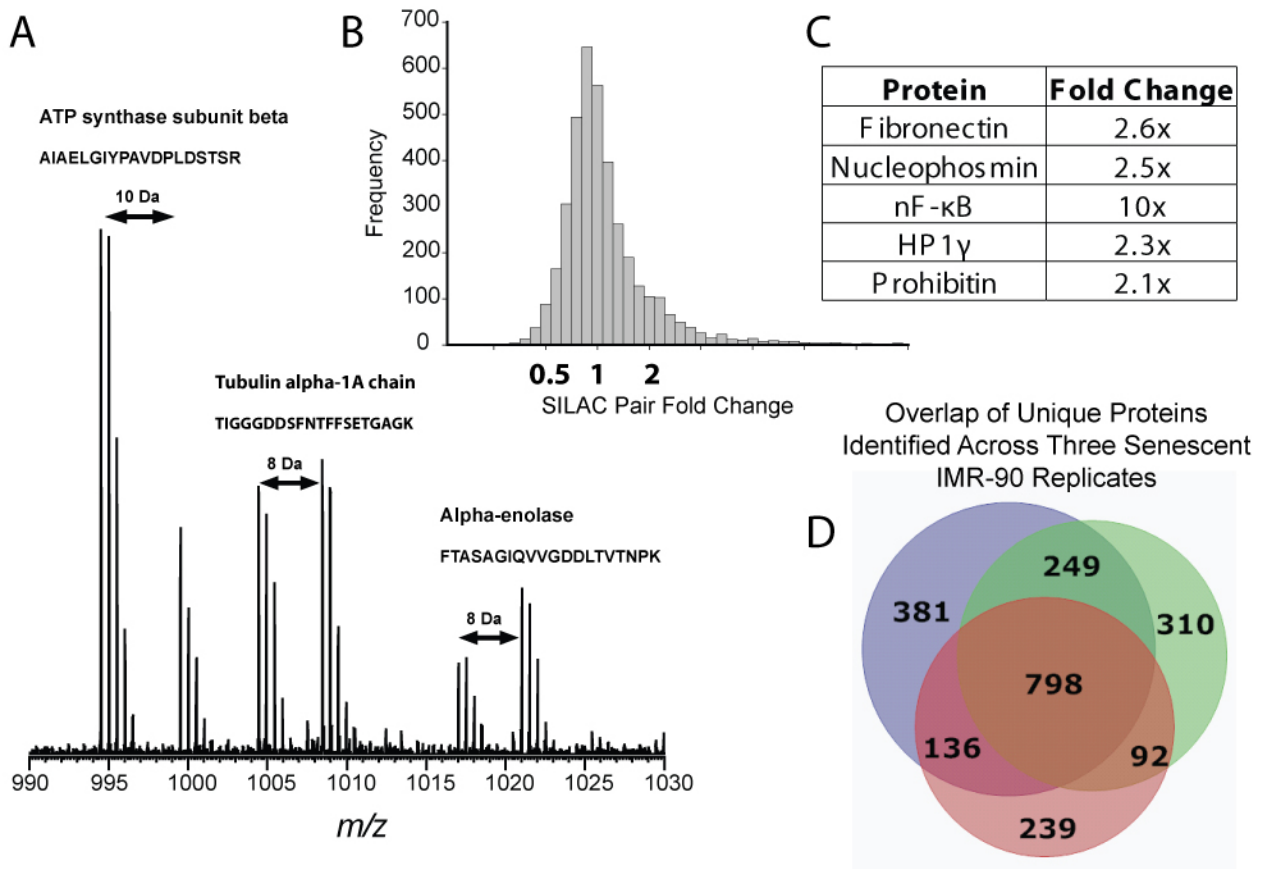 A
ATP synthase subunit beta
AIAELGIYPAVDPLDSTSR
10 Da
Tubulin alpha-1A chain
TIGGGDDSFNTFFSETGAGK
8 Da
Alpha-enolase
FTASAGIQVVGDDLTVTNPK
8 Da
990 995 1000 1005 1010 1015 1020 1025 1030
m/z
B
700
600
500
400
300
200
100
0
Frequency
0.5 1 2
SILAC Pair Fold Change
C
Protein Fold Change
Fibronectin 2.6x
Nucleophosmin 2.5x
nF-κB 10x
HP1γ 2.3x
Prohibitin 2.1x
Overlap of Unique Proteins
Identified Across Three Senescent
IMR-90 Replicates
D
249
381
310
798
136
92
239